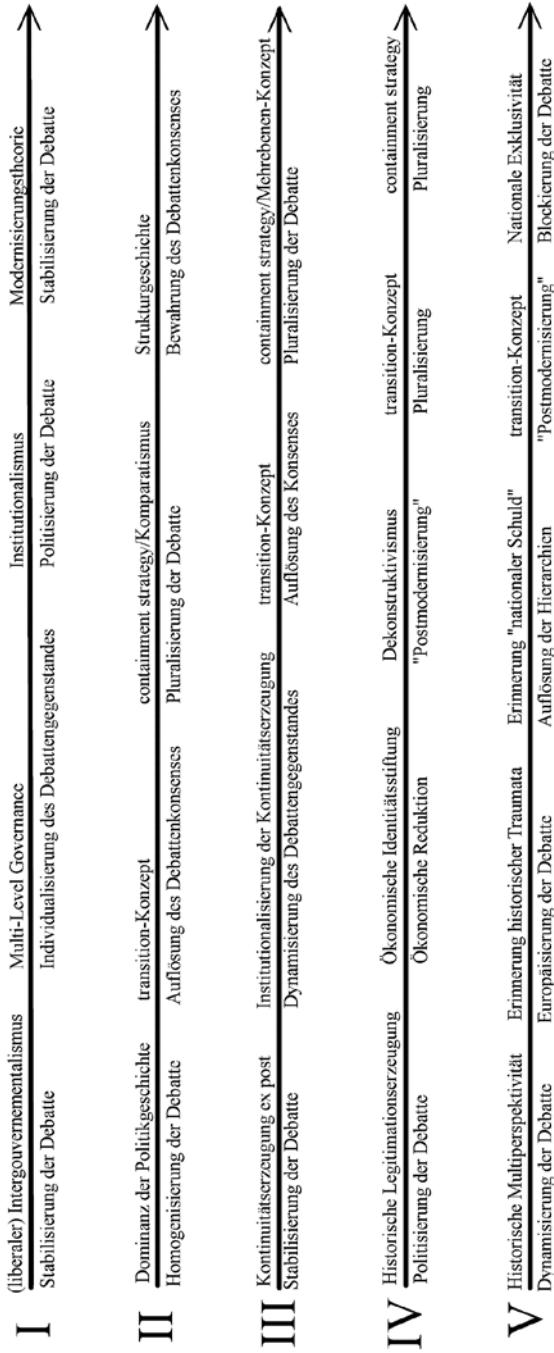 I
(liberaler) Intergouvernementalismus Multi-Level Governance Institutionalismus Modernisierungstheorie
Stabilisierung der Debatte Individualisierung des Debattengegenstandes Politisierung der Debatte Stabilisierung der Debatte
II
Dominanz der Politikgeschichte transition-Konzept containment strategy/Komparatismus Strukturgeschichte
Homogenisierung der Debatte Auflösung des Debattenkonsenses Pluralisierung der Debatte Bewahrung des Debattenkonsenses
III
Kontinuitätserzeugung ex post Institutionalisierung der Kontinuitätserzeugung transition-Konzept containment strategy/Mehrebenen-Konzept
Stabilisierung der Debatte Dynamisierung des Debattengegenstandes Auflösung des Konsenses Pluralisierung der Debatte
IV
Historische Legitimationserzeugung Ökonomische Identitätsstiftung Dekonstruktivismus transition-Konzept containment strategy
Politisierung der Debatte Ökonomische Reduktion "Postmodernisierung" Pluralisierung Pluralisierung
V
Historische Multiperspektivität Erinnerung historischer Traumata Erinnerung "nationaler Schuld" transition-Konzept Nationale Exklusivität
Dynamisierung der Debatte Europäisierung der Debatte Auflösung der Hierarchien "Postmodernisierung" Blockierung der Debatte